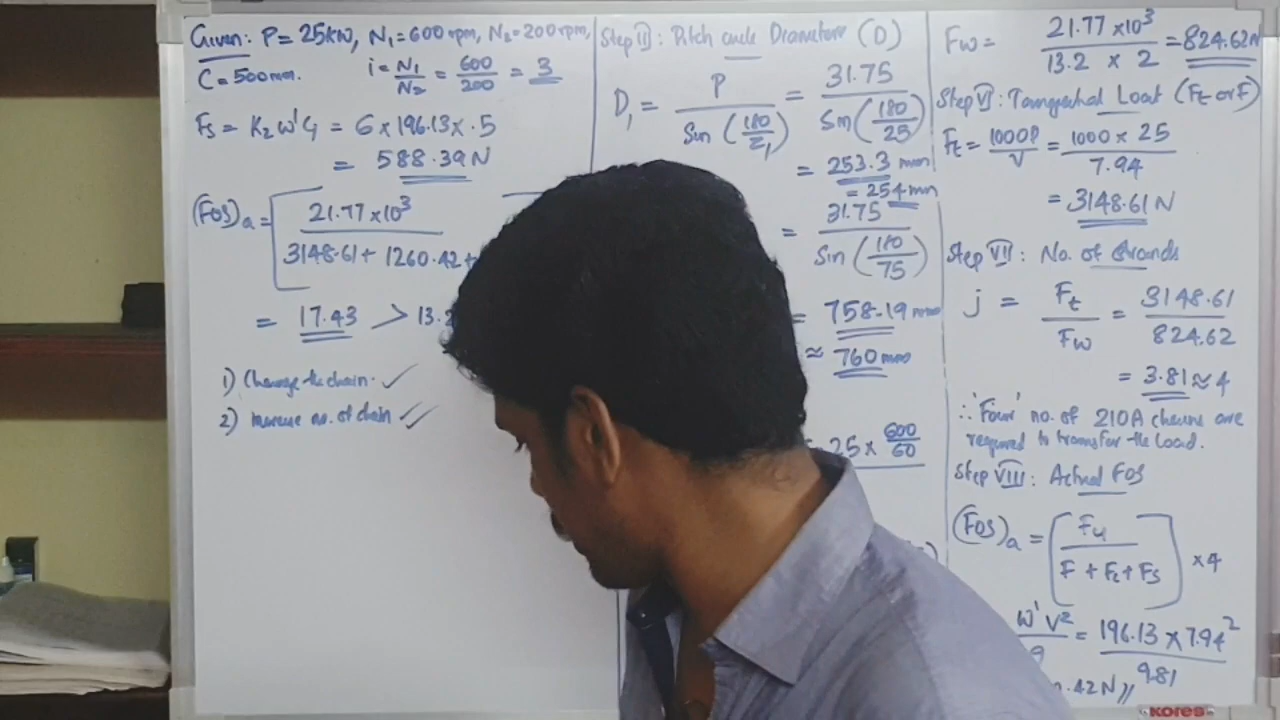 Given: P = 25kW, N₁ = 600 rpm, N₂ = 200 rpm,
C = 500mm. i = N₁/N₂ = 600/200 = 3
Fs = K₂ w' C₁ = 6 × 196.13 × .5
= 588.39 N
(FOS)a = [21.77 × 10³ / 3148.61 + 1260.42 +
= 17.43 > 13.2
1) Change the chain. ✓
2) increase no. of chain ✓✓
Step II: Pitch circle Diameter (D)
D₁ = P / Sin (180/Z₁) = 31.75 / Sin (180/25)
= 253.3 mm
= 254 mm
= 31.75 / Sin (180/75)
= 758.19 mm
≈ 760 mm
25 × 600/60
Fw = 21.77 × 10³ / 13.2 × 2 = 824.62N
Step VI: Tangential Load (Ft or F)
Ft = 1000P/V = 1000 × 25 / 7.94
= 3148.61 N
Step VII: No. of Strands
j = Ft/Fw = 3148.61 / 824.62
= 3.81 ≈ 4
∴ 'Four' no. of 210A chains are
required to transfer the Load.
Step VIII: Actual FOS
(FOS)a = [Fu / F + Fc + Fs] × 4
w' V² / g = 196.13 × 7.94² / 9.81
.42N //
KORES